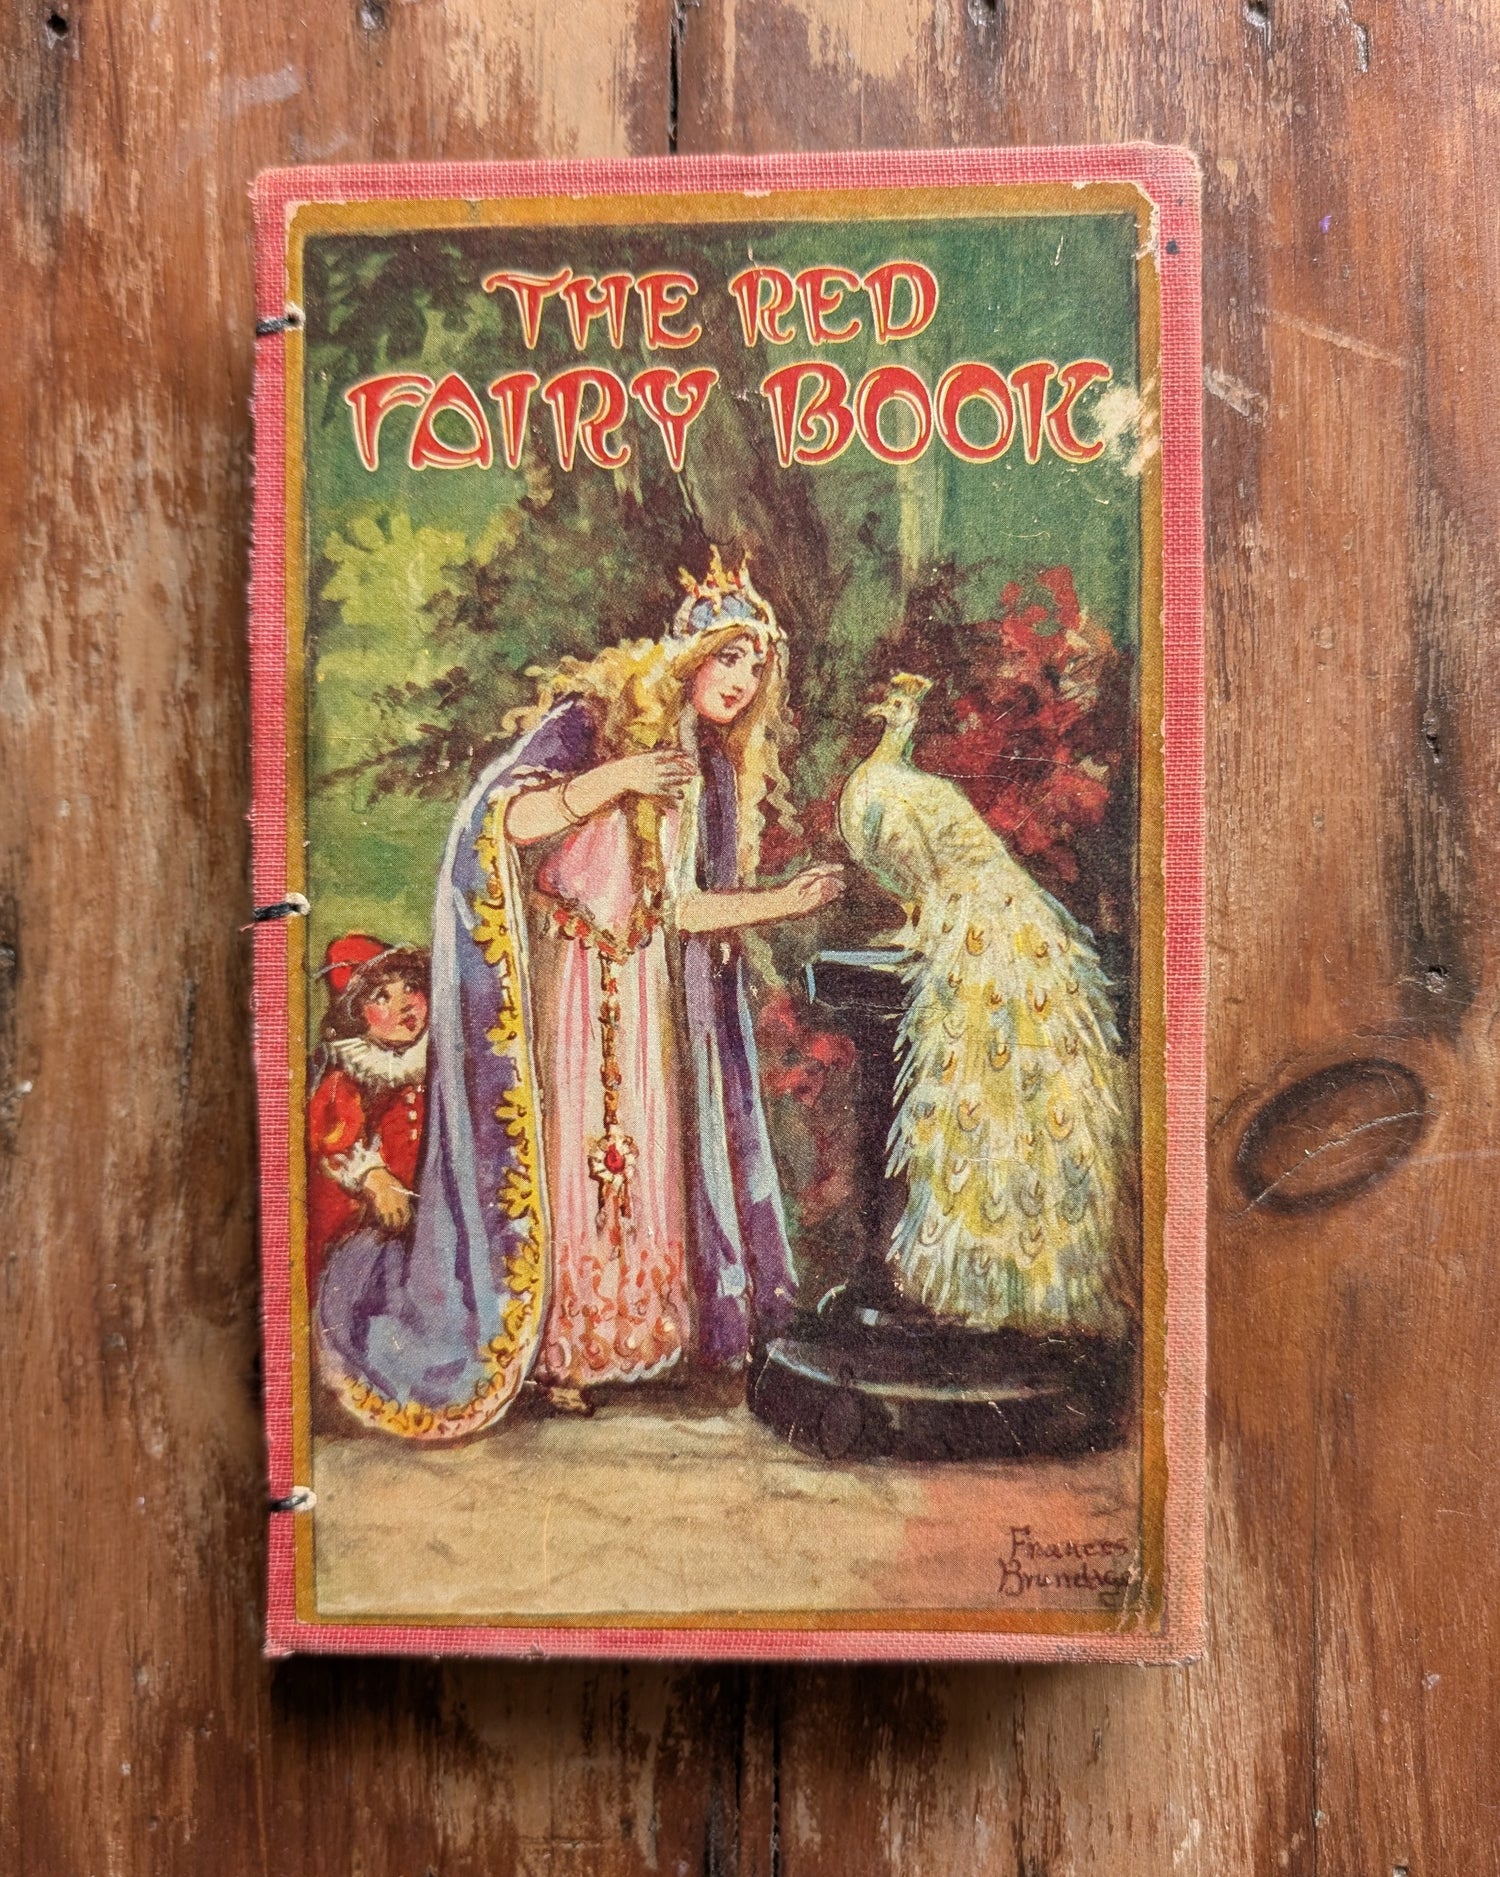 THE RED
FAIRY BOOK
Frances
Brundage